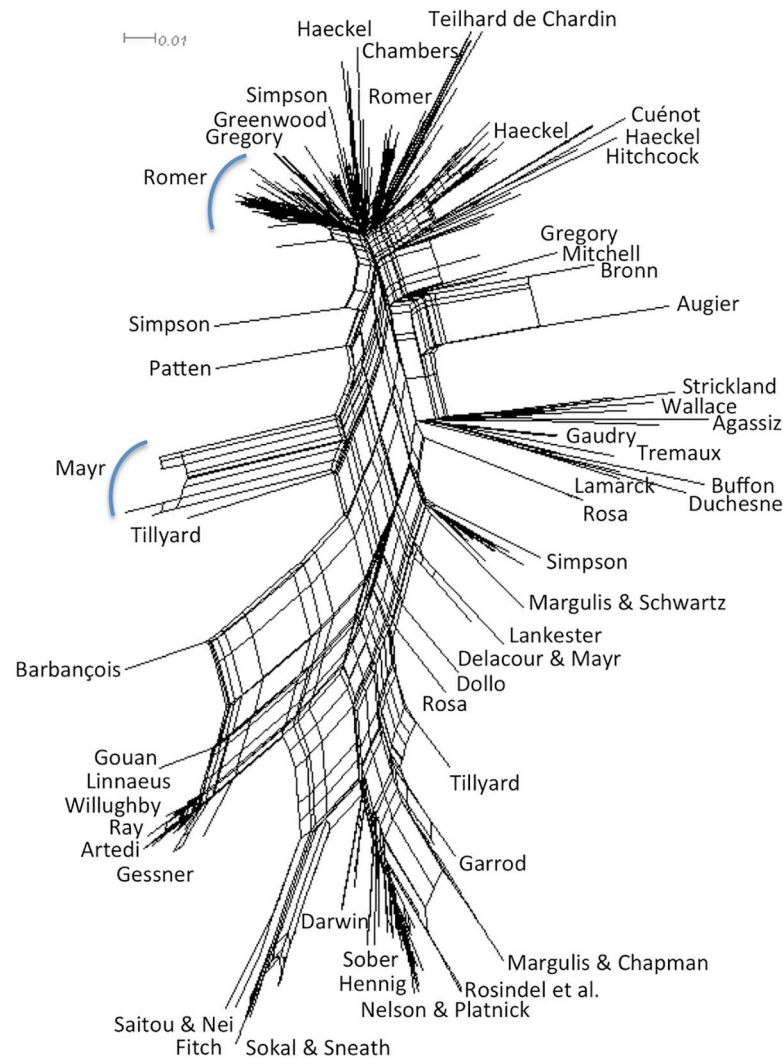 0.01
Haeckel
Teilhard de Chardin
Chambers
Simpson
Romer
Greenwood
Gregory
Haeckel
Cuénot
Haeckel
Hitchcock
Romer
Gregory
Mitchell
Bronn
Augier
Simpson
Patten
Strickland
Wallace
Agassiz
Gaudry
Tremaux
Mayr
Lamarck
Buffon
Duchesne
Rosa
Tillyard
Simpson
Margulis & Schwartz
Lankester
Delacour & Mayr
Barbançois
Dollo
Rosa
Gouan
Linnaeus
Tillyard
Willughby
Ray
Artedi
Gessner
Garrod
Darwin
Sober
Hennig
Margulis & Chapman
Rosindel et al.
Nelson & Platnick
Saitou & Nei
Fitch
Sokal & Sneath